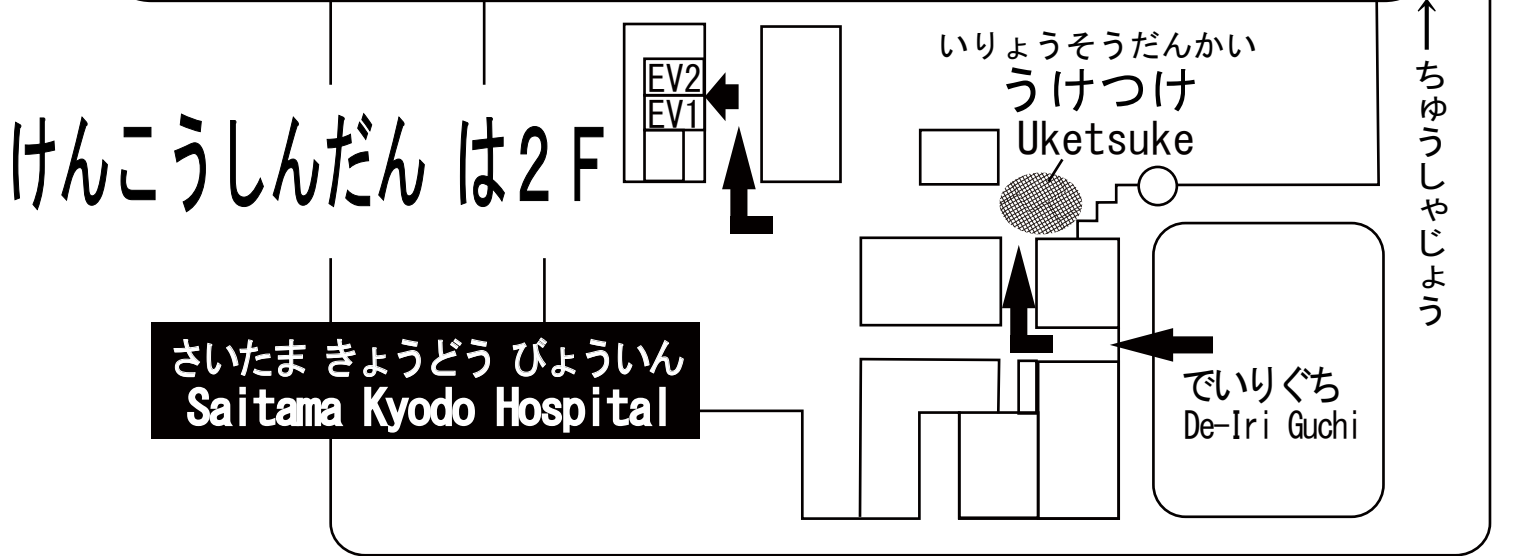 いりょうそうだんかい
うけつけ
Uketsuke
EV2
EV1
けんこうしんだん は2F
←ちゅうしゃじょう
さいたま きょうどう びょういん
Saitama Kyodo Hospital
でいりぐち
De-Iri Guchi